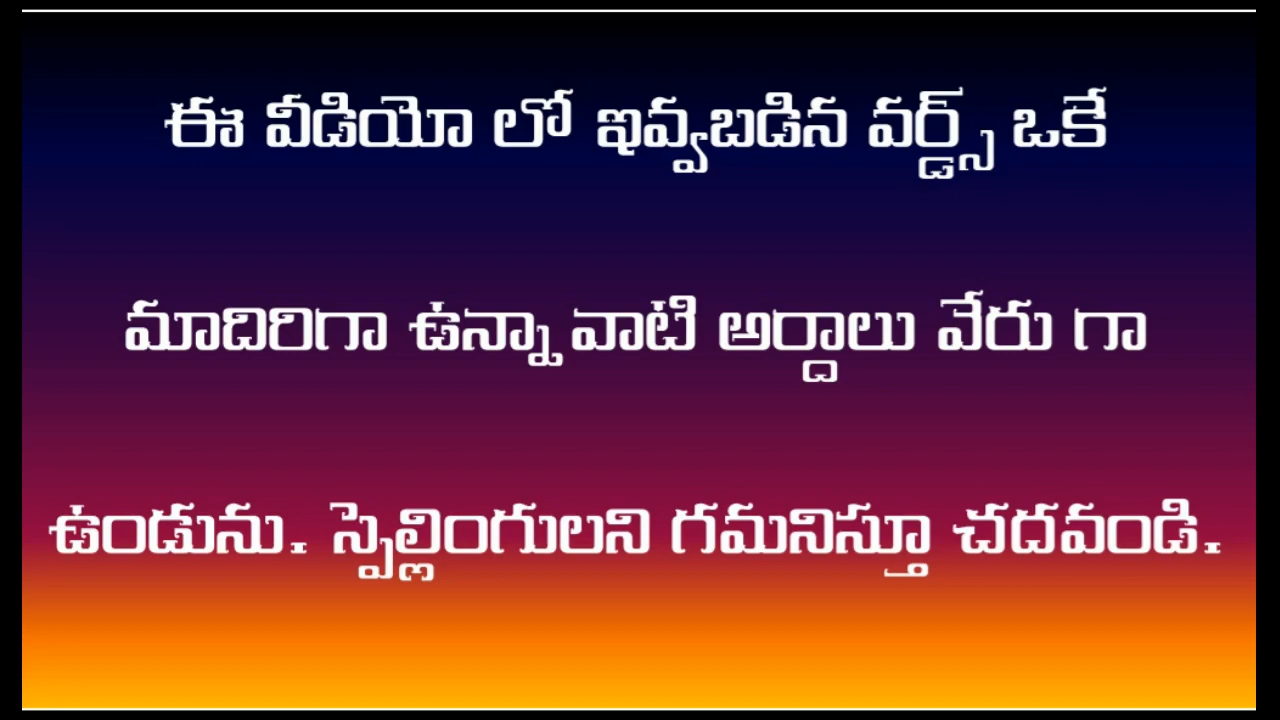 ఈ వీడియో లో ఇవ్వబడిన వర్డ్స్ ఒకే
మాదిరిగా ఉన్నా వాటి అర్దాలు వేరు గా
ఉండును. స్పెల్లింగులని గమనిస్తూ చదవండి.